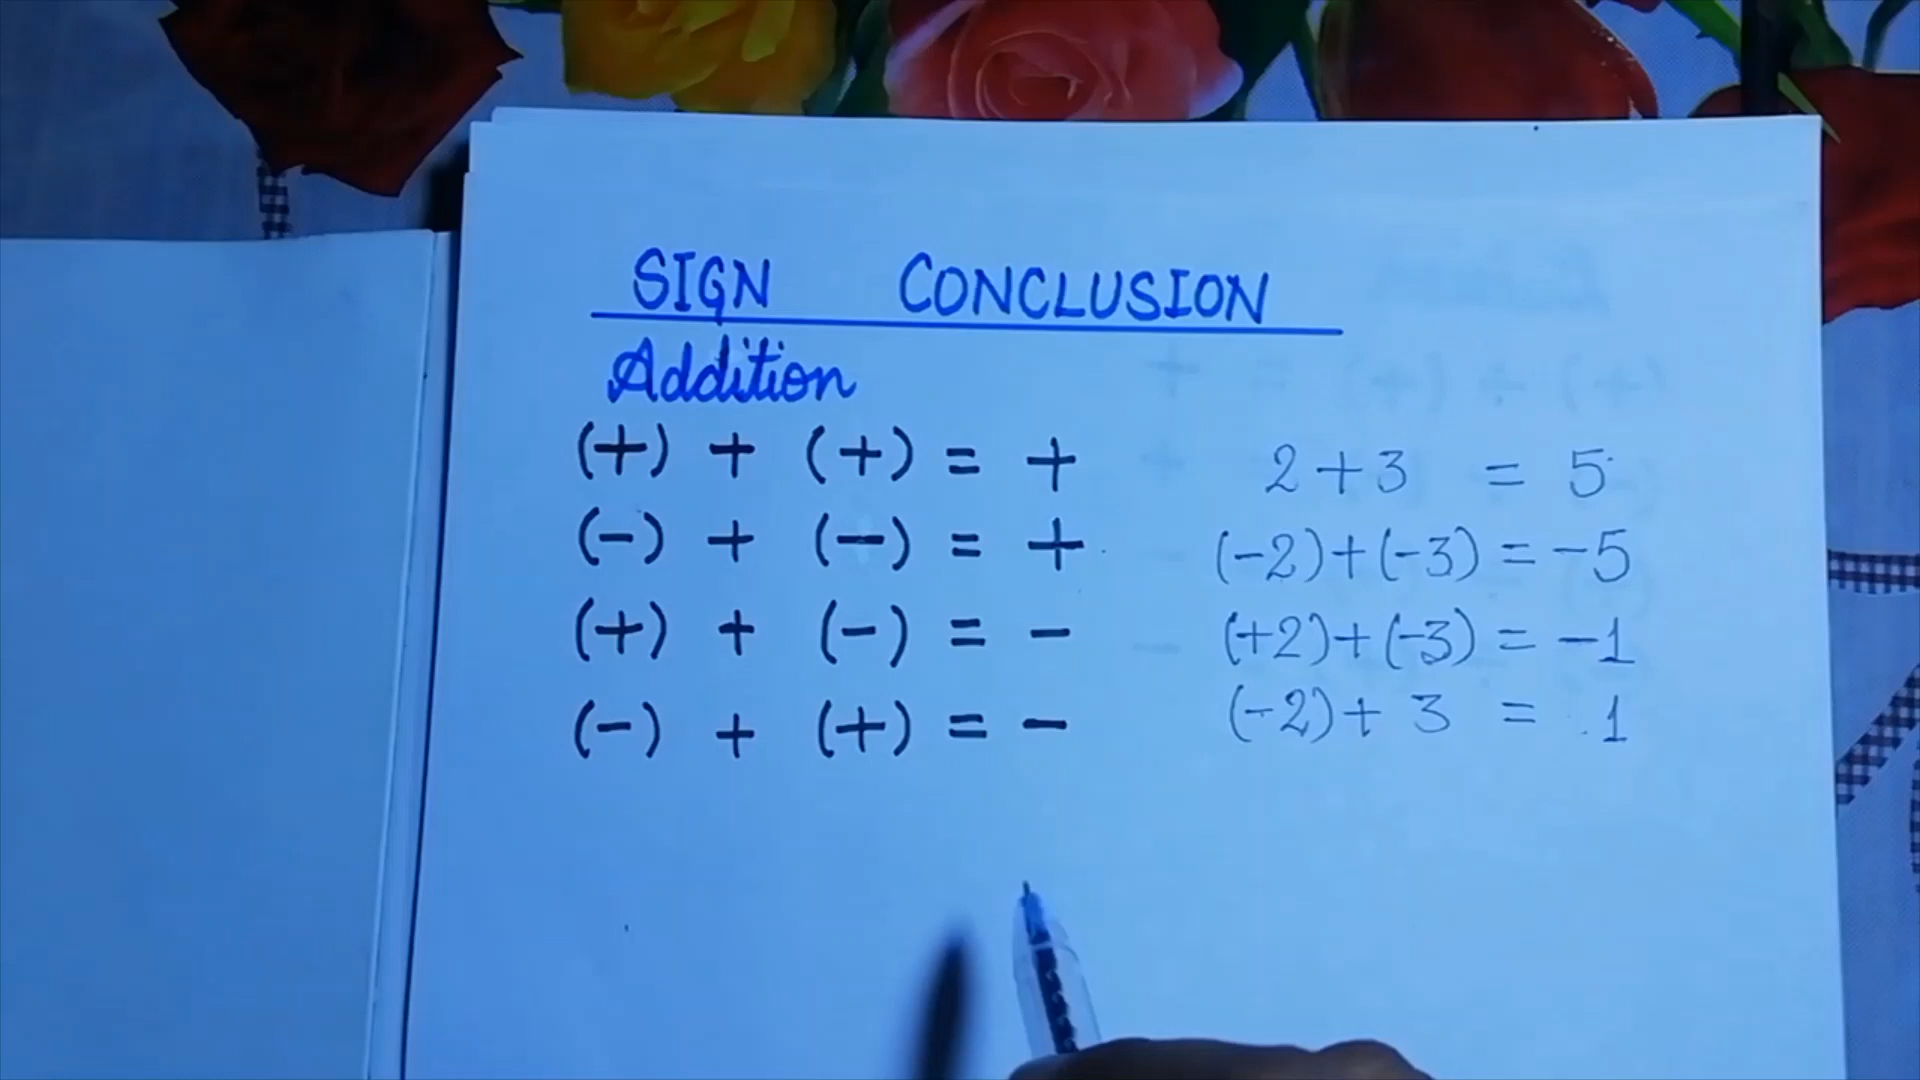 SIGN CONCLUSION
Addition
(+) + (+) = + 2+3 = 5
(-) + (-) = + (-2)+(-3) = -5
(+) + (-) = - (+2)+(-3) = -1
(-) + (+) = - (-2)+ 3 = 1